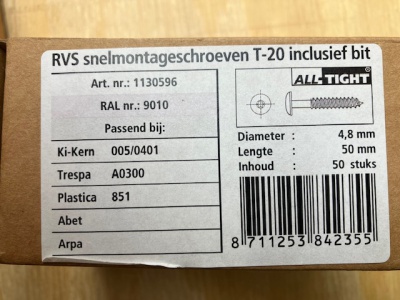 RVS snelmontageschroeven T-20 inclusief bit
Art. nr.: 1130596
RAL nr.: 9010
Passend bij:
Ki-Kern 005/0401
Trespa A0300
Plastica 851
Abet
Arpa
ALL-TIGHT
Diameter : 4,8 mm
Lengte : 50 mm
Inhoud : 50 stuks
8 711253 842355